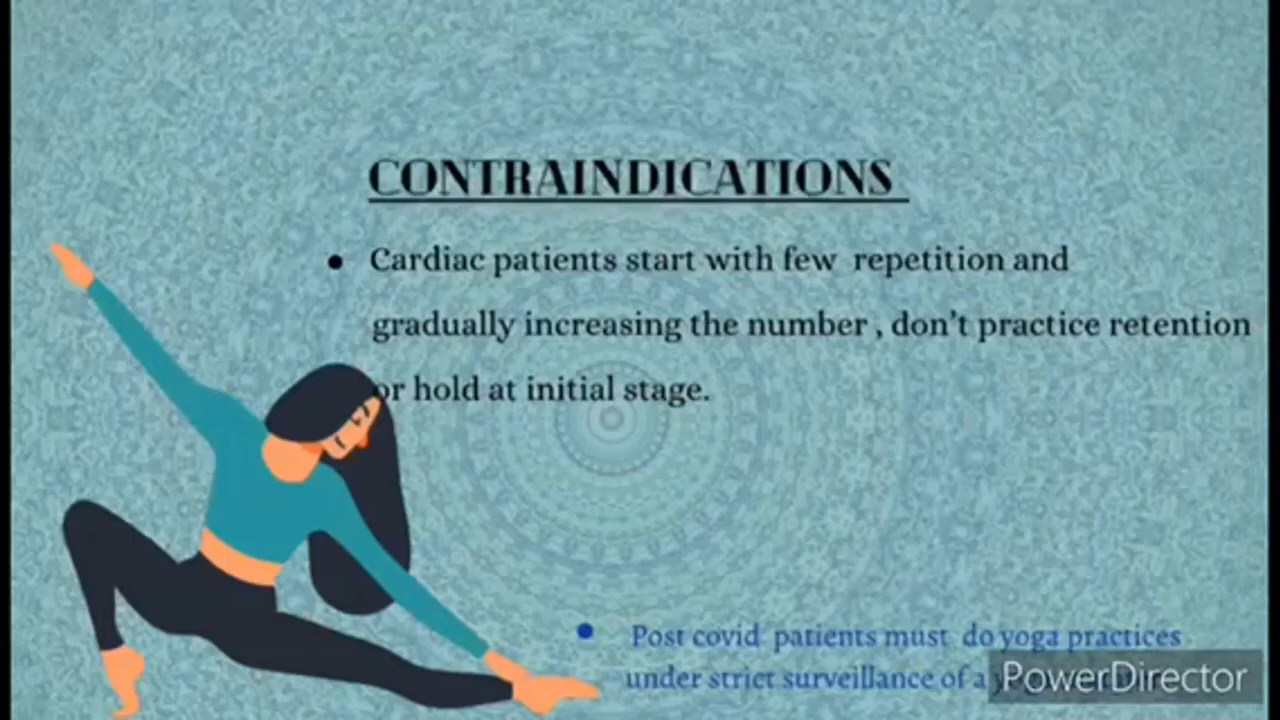 CONTRAINDICATIONS
• Cardiac patients start with few repetition and
gradually increasing the number , don't practice retention
or hold at initial stage.
• Post covid patients must do yoga practices
under strict surveillance of a
PowerDirector